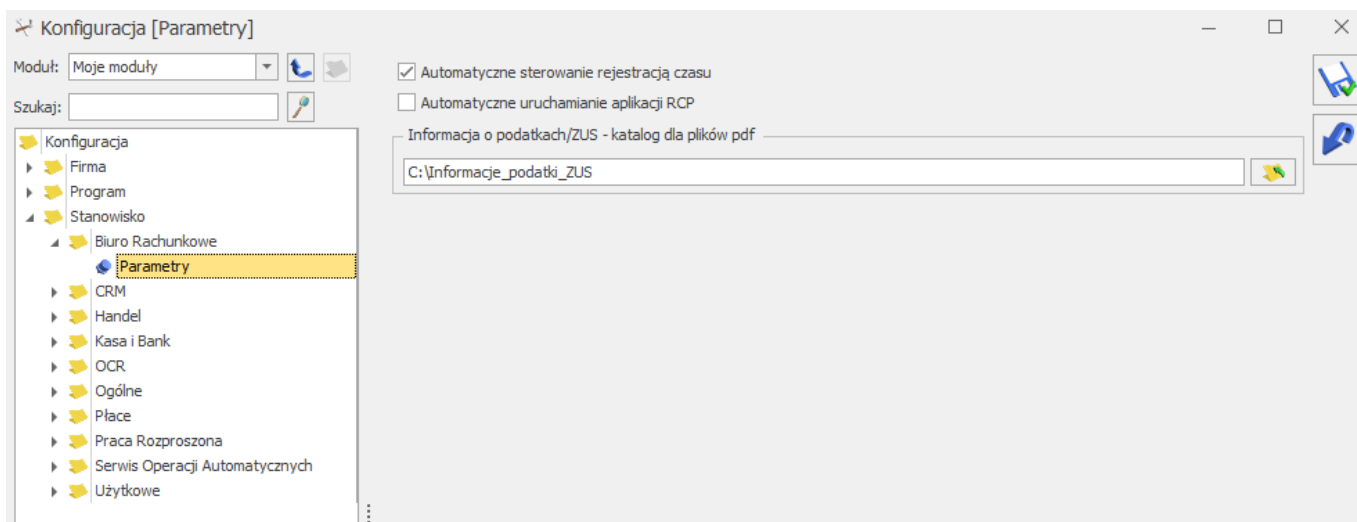 Konfiguracja [Parametry]
Moduł: Moje moduły
Szukaj:
Konfiguracja
Firma
Program
Stanowisko
Biuro Rachunkowe
Parametry
CRM
Handel
Kasa i Bank
OCR
Ogólne
Płace
Praca Rozproszona
Serwis Operacji Automatycznych
Użytkowe
Automatyczne sterowanie rejestracją czasu
Automatyczne uruchamianie aplikacji RCP
Informacja o podatkach/ZUS - katalog dla plików pdf
C:\Informacje_podatki_ZUS